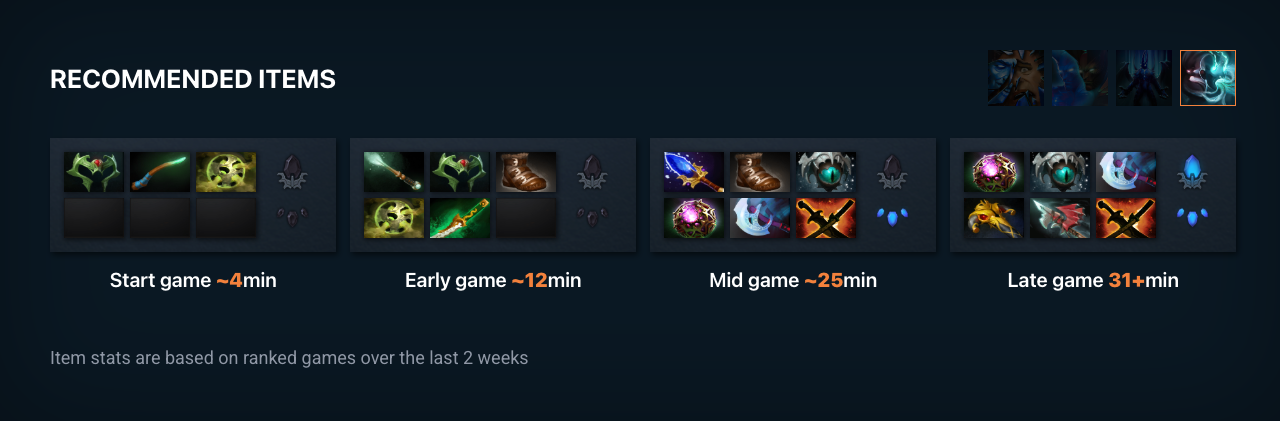 RECOMMENDED ITEMS
Start game ~4min
Early game ~12min
Mid game ~25min
Late game 31+min
Item stats are based on ranked games over the last 2 weeks